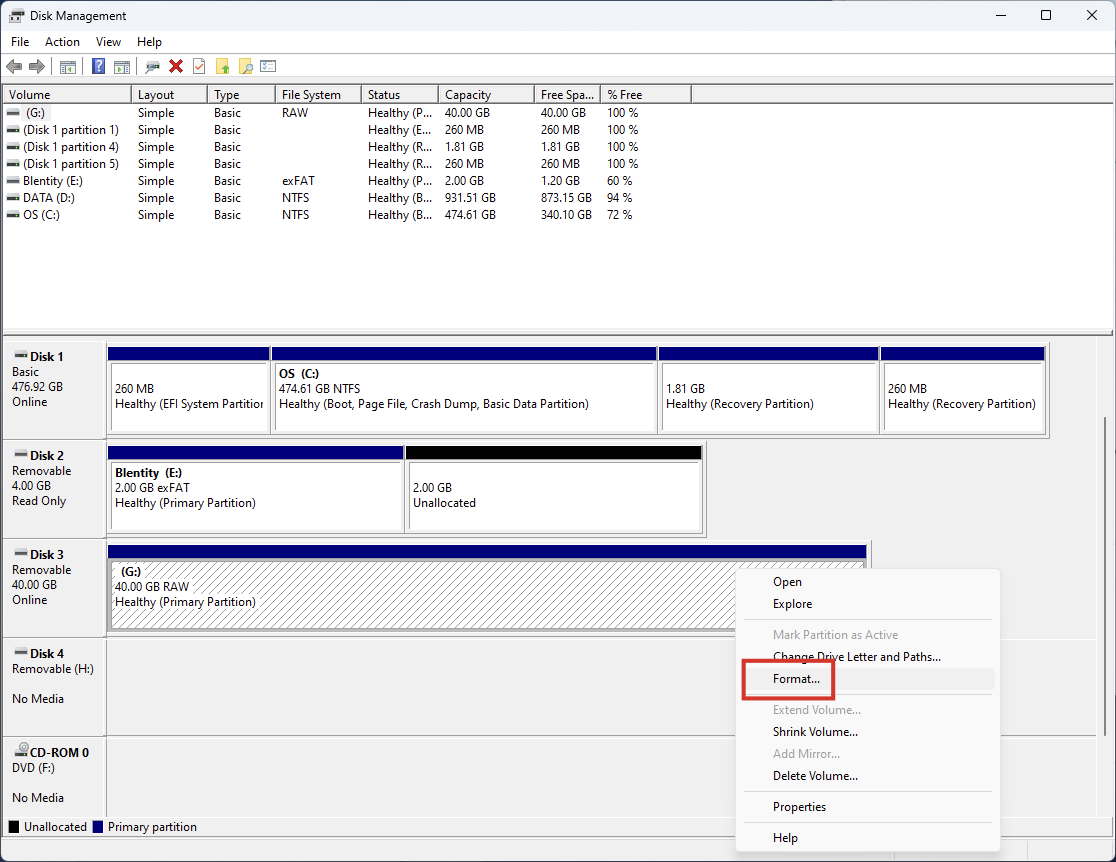 Disk Management
File Action View Help
Volume Layout Type File System Status Capacity Free Spa... % Free
(G:) Simple Basic RAW Healthy (P... 40.00 GB 40.00 GB 100 %
(Disk 1 partition 1) Simple Basic Healthy (E... 260 MB 260 MB 100 %
(Disk 1 partition 4) Simple Basic Healthy (R... 1.81 GB 1.81 GB 100 %
(Disk 1 partition 5) Simple Basic Healthy (R... 260 MB 260 MB 100 %
Blentity (E:) Simple Basic exFAT Healthy (P... 2.00 GB 1.20 GB 60 %
DATA (D:) Simple Basic NTFS Healthy (B... 931.51 GB 873.15 GB 94 %
OS (C:) Simple Basic NTFS Healthy (B... 474.61 GB 340.10 GB 72 %
Disk 1
Basic
476.92 GB
Online
260 MB
Healthy (EFI System Partition
OS (C:)
474.61 GB NTFS
Healthy (Boot, Page File, Crash Dump, Basic Data Partition)
1.81 GB
Healthy (Recovery Partition)
260 MB
Healthy (Recovery Partition)
Disk 2
Removable
4.00 GB
Read Only
Blentity (E:)
2.00 GB exFAT
Healthy (Primary Partition)
2.00 GB
Unallocated
Disk 3
Removable
40.00 GB
Online
(G:)
40.00 GB RAW
Healthy (Primary Partition)
Open
Explore
Mark Partition as Active
Change Drive Letter and Paths...
Format...
Extend Volume...
Shrink Volume...
Add Mirror...
Delete Volume...
Properties
Help
Disk 4
Removable (H:)
No Media
CD-ROM 0
DVD (F:)
No Media
Unallocated Primary partition